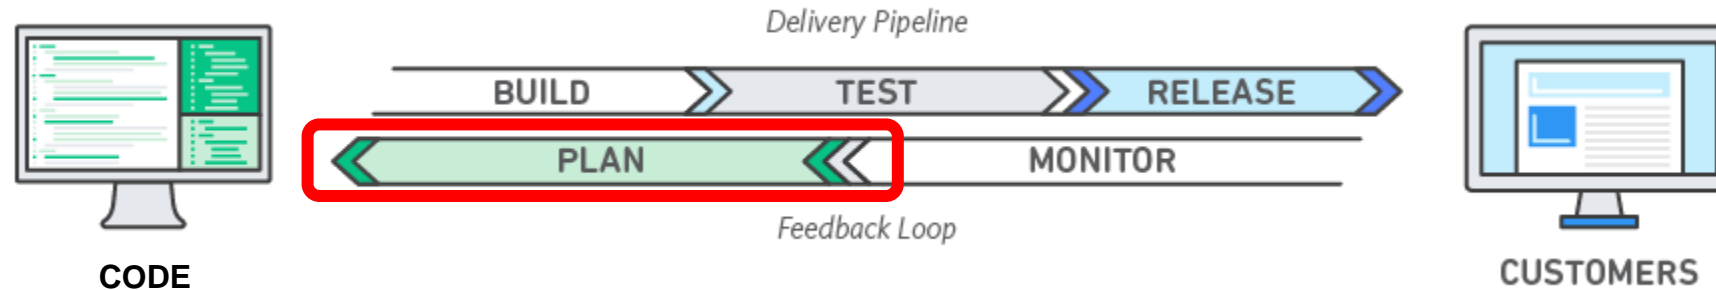 Delivery Pipeline
BUILD TEST RELEASE
PLAN MONITOR
Feedback Loop
CODE
CUSTOMERS